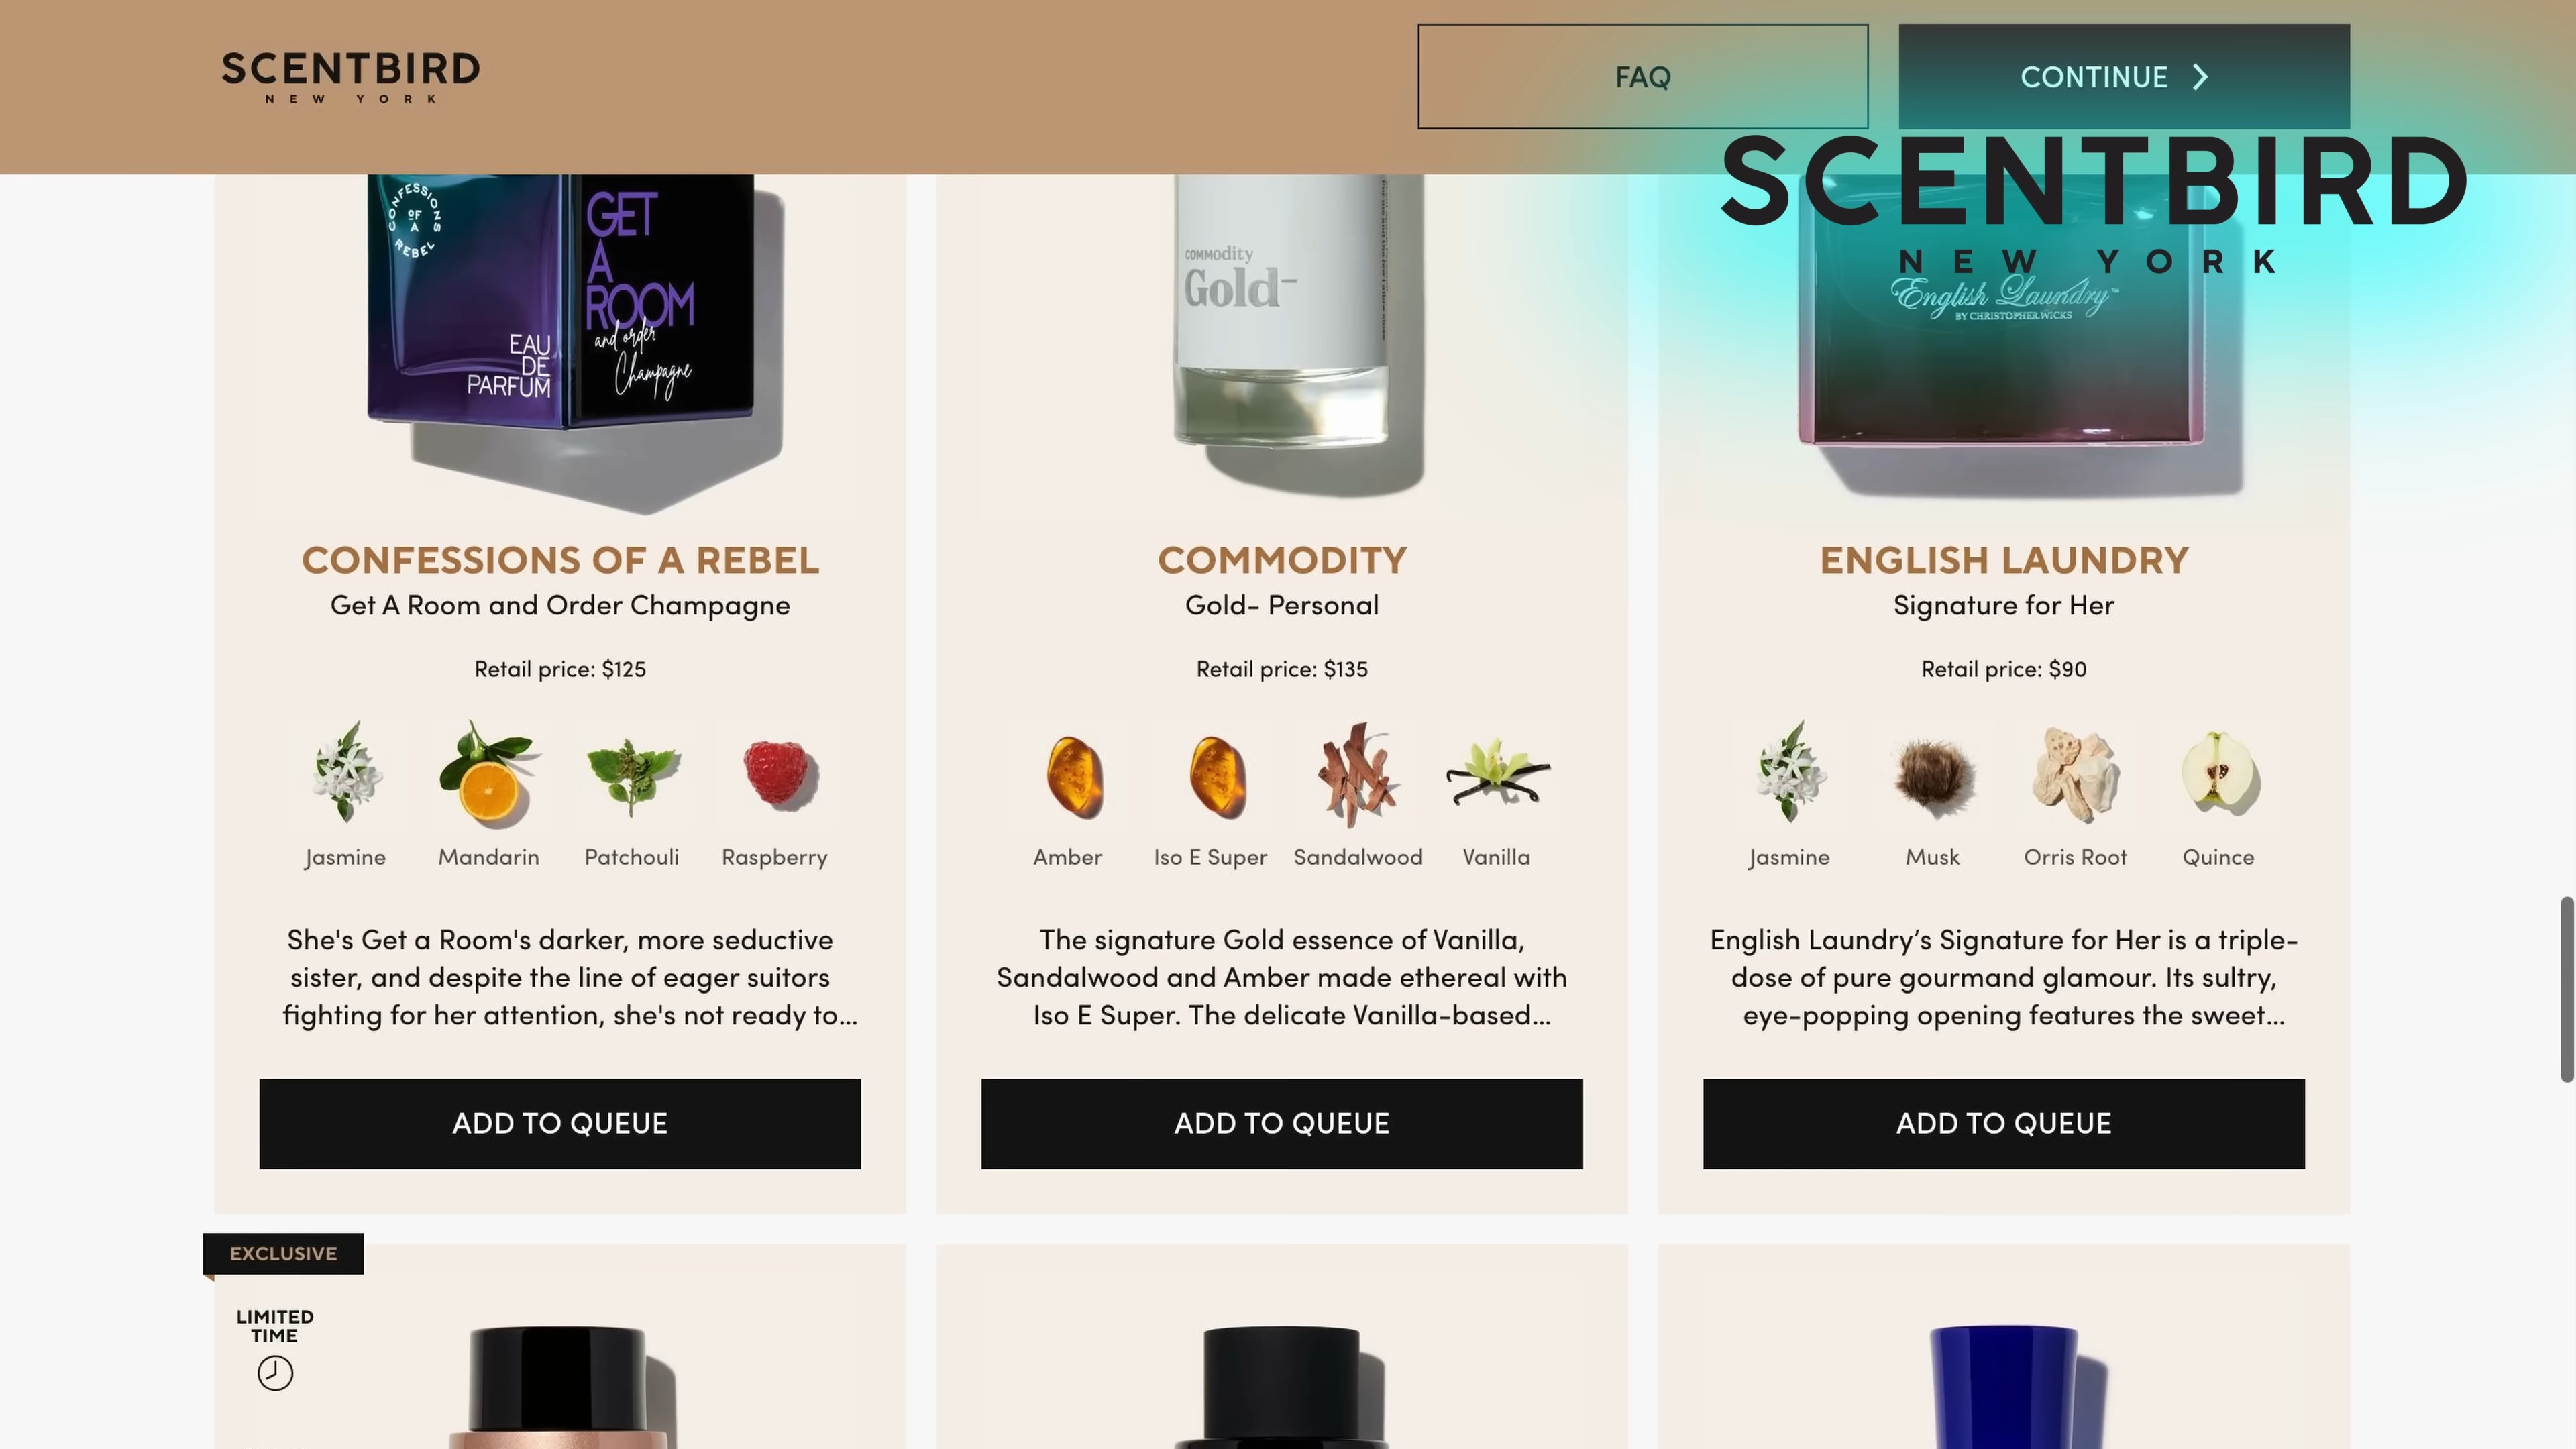 SCENTBIRD
NEW YORK
FAQ
CONTINUE
SCENTBIRD
NEW YORK
CONFESSIONS OF A REBEL
EAU
DE
PARFUM
GET
A
ROOM
and order
Champagne
COMMODITY
Gold-
English Laundry™
BY CHRISTOPHER WICKS
CONFESSIONS OF A REBEL
Get A Room and Order Champagne
Retail price: $125
Jasmine Mandarin Patchouli Raspberry
She's Get a Room's darker, more seductive
sister, and despite the line of eager suitors
fighting for her attention, she's not ready to...
ADD TO QUEUE
COMMODITY
Gold- Personal
Retail price: $135
Amber Iso E Super Sandalwood Vanilla
The signature Gold essence of Vanilla,
Sandalwood and Amber made ethereal with
Iso E Super. The delicate Vanilla-based...
ADD TO QUEUE
ENGLISH LAUNDRY
Signature for Her
Retail price: $90
Jasmine Musk Orris Root Quince
English Laundry’s Signature for Her is a triple-
dose of pure gourmand glamour. Its sultry,
eye-popping opening features the sweet...
ADD TO QUEUE
EXCLUSIVE
LIMITED
TIME